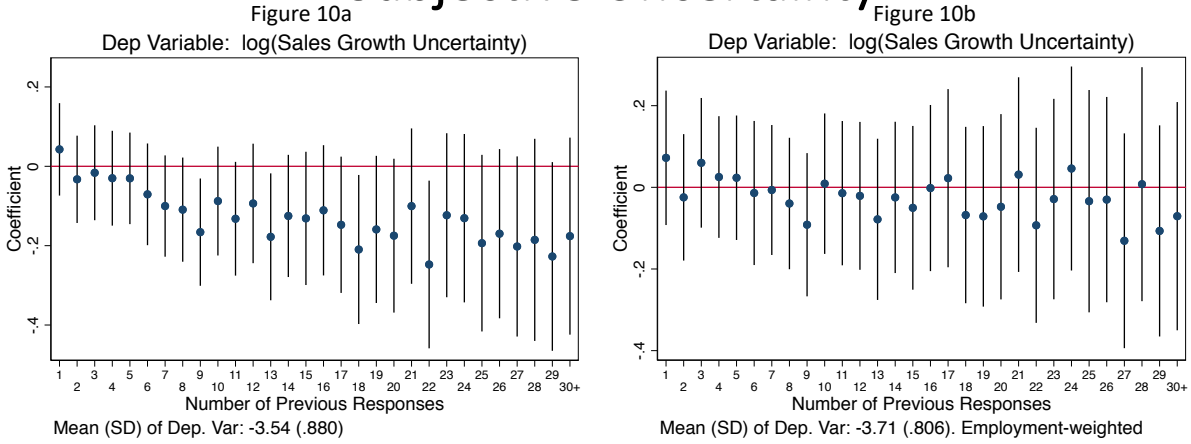 Figure 10a
Dep Variable: log(Sales Growth Uncertainty)
Coefficient
.2
0
-.2
-.4
1 3 5 7 9 11 13 15 17 19 21 23 25 27 29
2 4 6 8 10 12 14 16 18 20 22 24 26 28 30+
Number of Previous Responses
Mean (SD) of Dep. Var: -3.54 (.880)
Figure 10b
Dep Variable: log(Sales Growth Uncertainty)
Coefficient
.2
0
-.2
-.4
1 3 5 7 9 11 13 15 17 19 21 23 25 27 29
2 4 6 8 10 12 14 16 18 20 22 24 26 28 30+
Number of Previous Responses
Mean (SD) of Dep. Var: -3.71 (.806). Employment-weighted